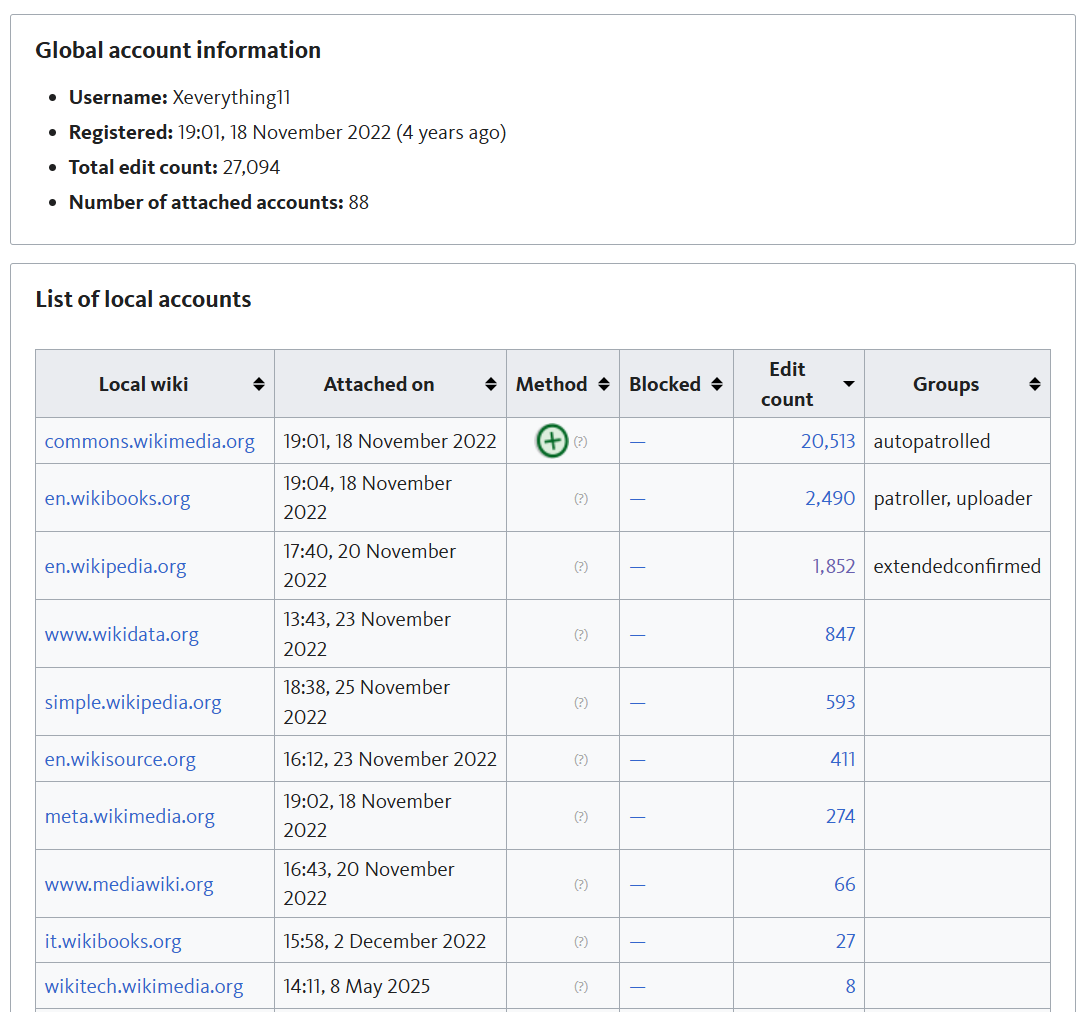 Global account information
Username: Xeverything11
Registered: 19:01, 18 November 2022 (4 years ago)
Total edit count: 27,094
Number of attached accounts: 88
List of local accounts
Local wiki Attached on Method Blocked Edit count Groups
commons.wikimedia.org 19:01, 18 November 2022 (?) — 20,513 autopatrolled
en.wikibooks.org 19:04, 18 November 2022 (?) — 2,490 patroller, uploader
en.wikipedia.org 17:40, 20 November 2022 (?) — 1,852 extendedconfirmed
www.wikidata.org 13:43, 23 November 2022 (?) — 847
simple.wikipedia.org 18:38, 25 November 2022 (?) — 593
en.wikisource.org 16:12, 23 November 2022 (?) — 411
meta.wikimedia.org 19:02, 18 November 2022 (?) — 274
www.mediawiki.org 16:43, 20 November 2022 (?) — 66
it.wikibooks.org 15:58, 2 December 2022 (?) — 27
wikitech.wikimedia.org 14:11, 8 May 2025 (?) — 8